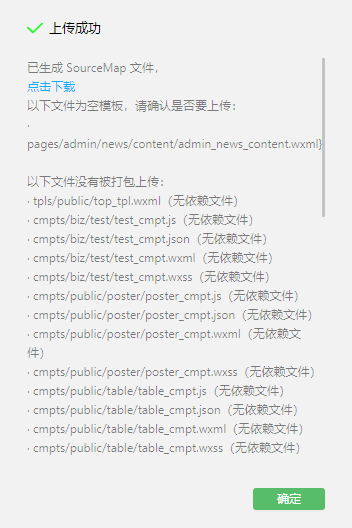 上传成功
已生成 SourceMap 文件，
点击下载
以下文件为空模板，请确认是否要上传：
·
pages/admin/news/content/admin_news_content.wxml}
以下文件没有被打包上传：
· tpls/public/top_tpl.wxml（无依赖文件）
· cmpts/biz/test/test_cmpt.js（无依赖文件）
· cmpts/biz/test/test_cmpt.json（无依赖文件）
· cmpts/biz/test/test_cmpt.wxml（无依赖文件）
· cmpts/biz/test/test_cmpt.wxss（无依赖文件）
· cmpts/public/poster/poster_cmpt.js（无依赖文件）
· cmpts/public/poster/poster_cmpt.json（无依赖文件）
· cmpts/public/poster/poster_cmpt.wxml（无依赖文
件）
· cmpts/public/poster/poster_cmpt.wxss（无依赖文件）
· cmpts/public/table/table_cmpt.js（无依赖文件）
· cmpts/public/table/table_cmpt.json（无依赖文件）
· cmpts/public/table/table_cmpt.wxml（无依赖文件）
· cmpts/public/table/table_cmpt.wxss（无依赖文件）
确定